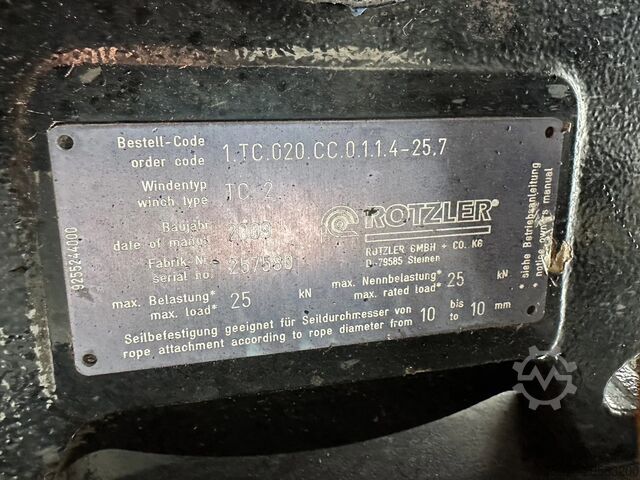 Bestell-Code
order code 1.TC.020.CC.0.1.1.4-25.7
Windentyp
winch type TC
Baujahr
date of manuf.
Fabrik-Nr.
serial no.
ROTZLER®
ROTZLER GMBH + CO. KG
D-79585 Steinen
max. Belastung*
max. load* 25 kN
max. Nennbelastung*
max. rated load* 25 kN
Seilbefestigung geeignet für Seildurchmesser von
rope attachment according to rope diameter from 10 bis
to 10 mm
9255244000
* siehe Betriebsanleitung
* notice owners manual